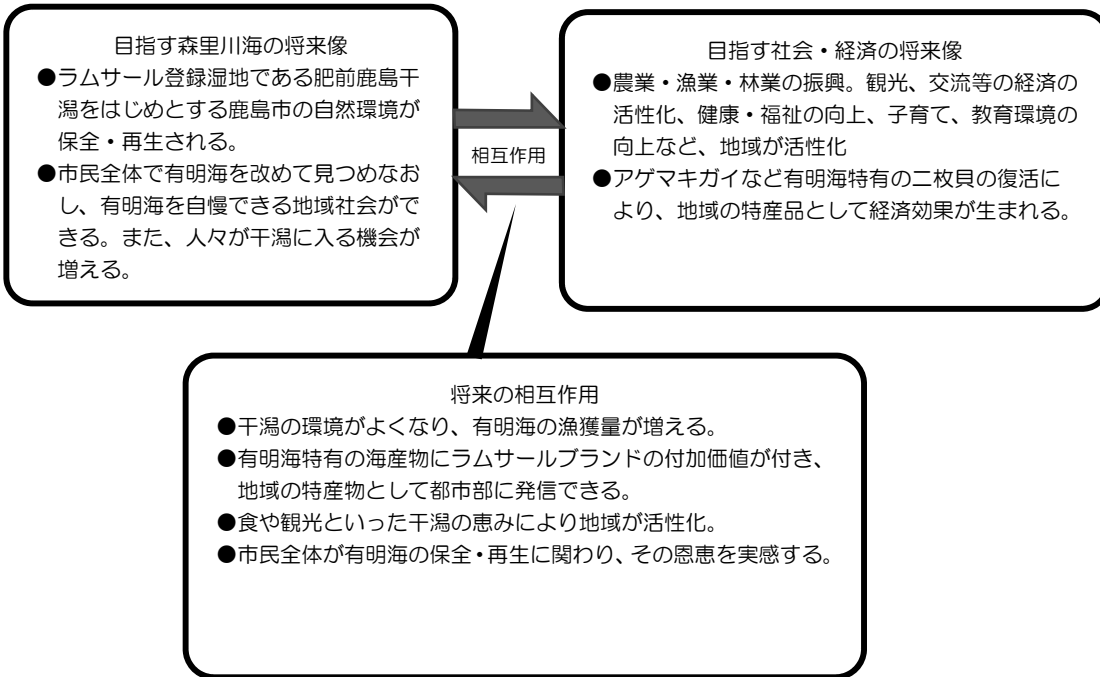 目指す森里川海の将来像
●ラムサール登録湿地である肥前鹿島干
潟をはじめとする鹿島市の自然環境が
保全・再生される。
●市民全体で有明海を改めて見つめなお
し、有明海を自慢できる地域社会がで
きる。また、人々が干潟に入る機会が
増える。
相互作用
目指す社会・経済の将来像
●農業・漁業・林業の振興。観光、交流等の経済の
活性化、健康・福祉の向上、子育て、教育環境の
向上など、地域が活性化
●アゲマキガイなど有明海特有の二枚貝の復活に
より、地域の特産品として経済効果が生まれる。
将来の相互作用
●干潟の環境がよくなり、有明海の漁獲量が増える。
●有明海特有の海産物にラムサールブランドの付加価値が付き、
地域の特産物として都市部に発信できる。
●食や観光といった干潟の恵みにより地域が活性化。
●市民全体が有明海の保全・再生に関わり、その恩恵を実感する。